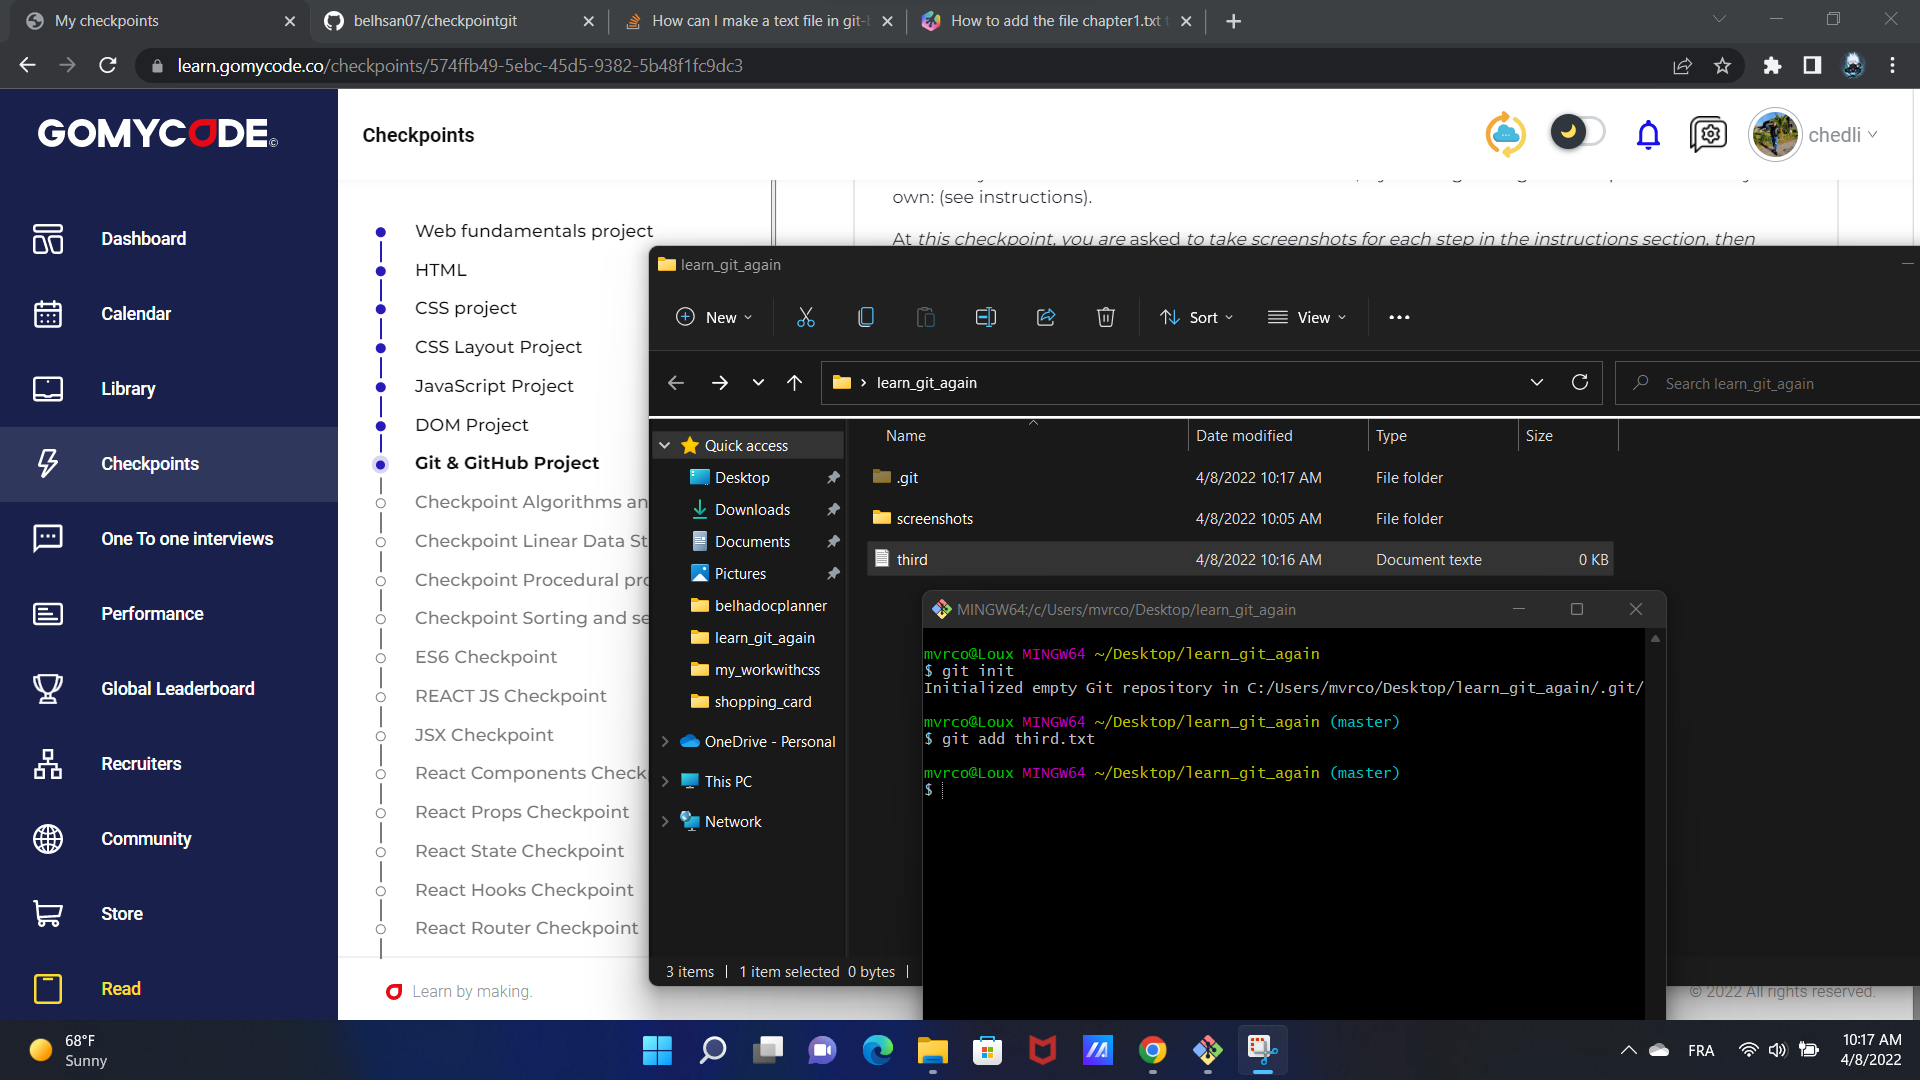 My checkpoints
belhsan07/checkpointgit
How can I make a text file in git-b
How to add the file chapter1.txt t
learn.gomycode.co/checkpoints/574ffb49-5ebc-45d5-9382-5b48f1fc9dc3
GOMYCODE
Checkpoints
chedli
Dashboard
Calendar
Library
Checkpoints
One To one interviews
Performance
Global Leaderboard
Recruiters
Community
Store
Read
Web fundamentals project
HTML
CSS project
CSS Layout Project
JavaScript Project
DOM Project
Git & GitHub Project
Checkpoint Algorithms an
Checkpoint Linear Data St
Checkpoint Procedural pro
Checkpoint Sorting and se
ES6 Checkpoint
REACT JS Checkpoint
JSX Checkpoint
React Components Check
React Props Checkpoint
React State Checkpoint
React Hooks Checkpoint
React Router Checkpoint
Learn by making.
own: (see instructions).
At this checkpoint, you are asked to take screenshots for each step in the instructions section, then
learn_git_again
New
Sort
View
learn_git_again
Search learn_git_again
Quick access
Desktop
Downloads
Documents
Pictures
belhadocplanner
learn_git_again
my_workwithcss
shopping_card
OneDrive - Personal
This PC
Network
Name Date modified Type Size
.git 4/8/2022 10:17 AM File folder
screenshots 4/8/2022 10:05 AM File folder
third 4/8/2022 10:16 AM Document texte 0 KB
3 items 1 item selected 0 bytes
MINGW64:/c/Users/mvrco/Desktop/learn_git_again
mvrco@Loux MINGW64 ~/Desktop/learn_git_again
$ git init
Initialized empty Git repository in C:/Users/mvrco/Desktop/learn_git_again/.git/
mvrco@Loux MINGW64 ~/Desktop/learn_git_again (master)
$ git add third.txt
mvrco@Loux MINGW64 ~/Desktop/learn_git_again (master)
$
© 2022 All rights reserved.
68°F
Sunny
FRA
10:17 AM
4/8/2022